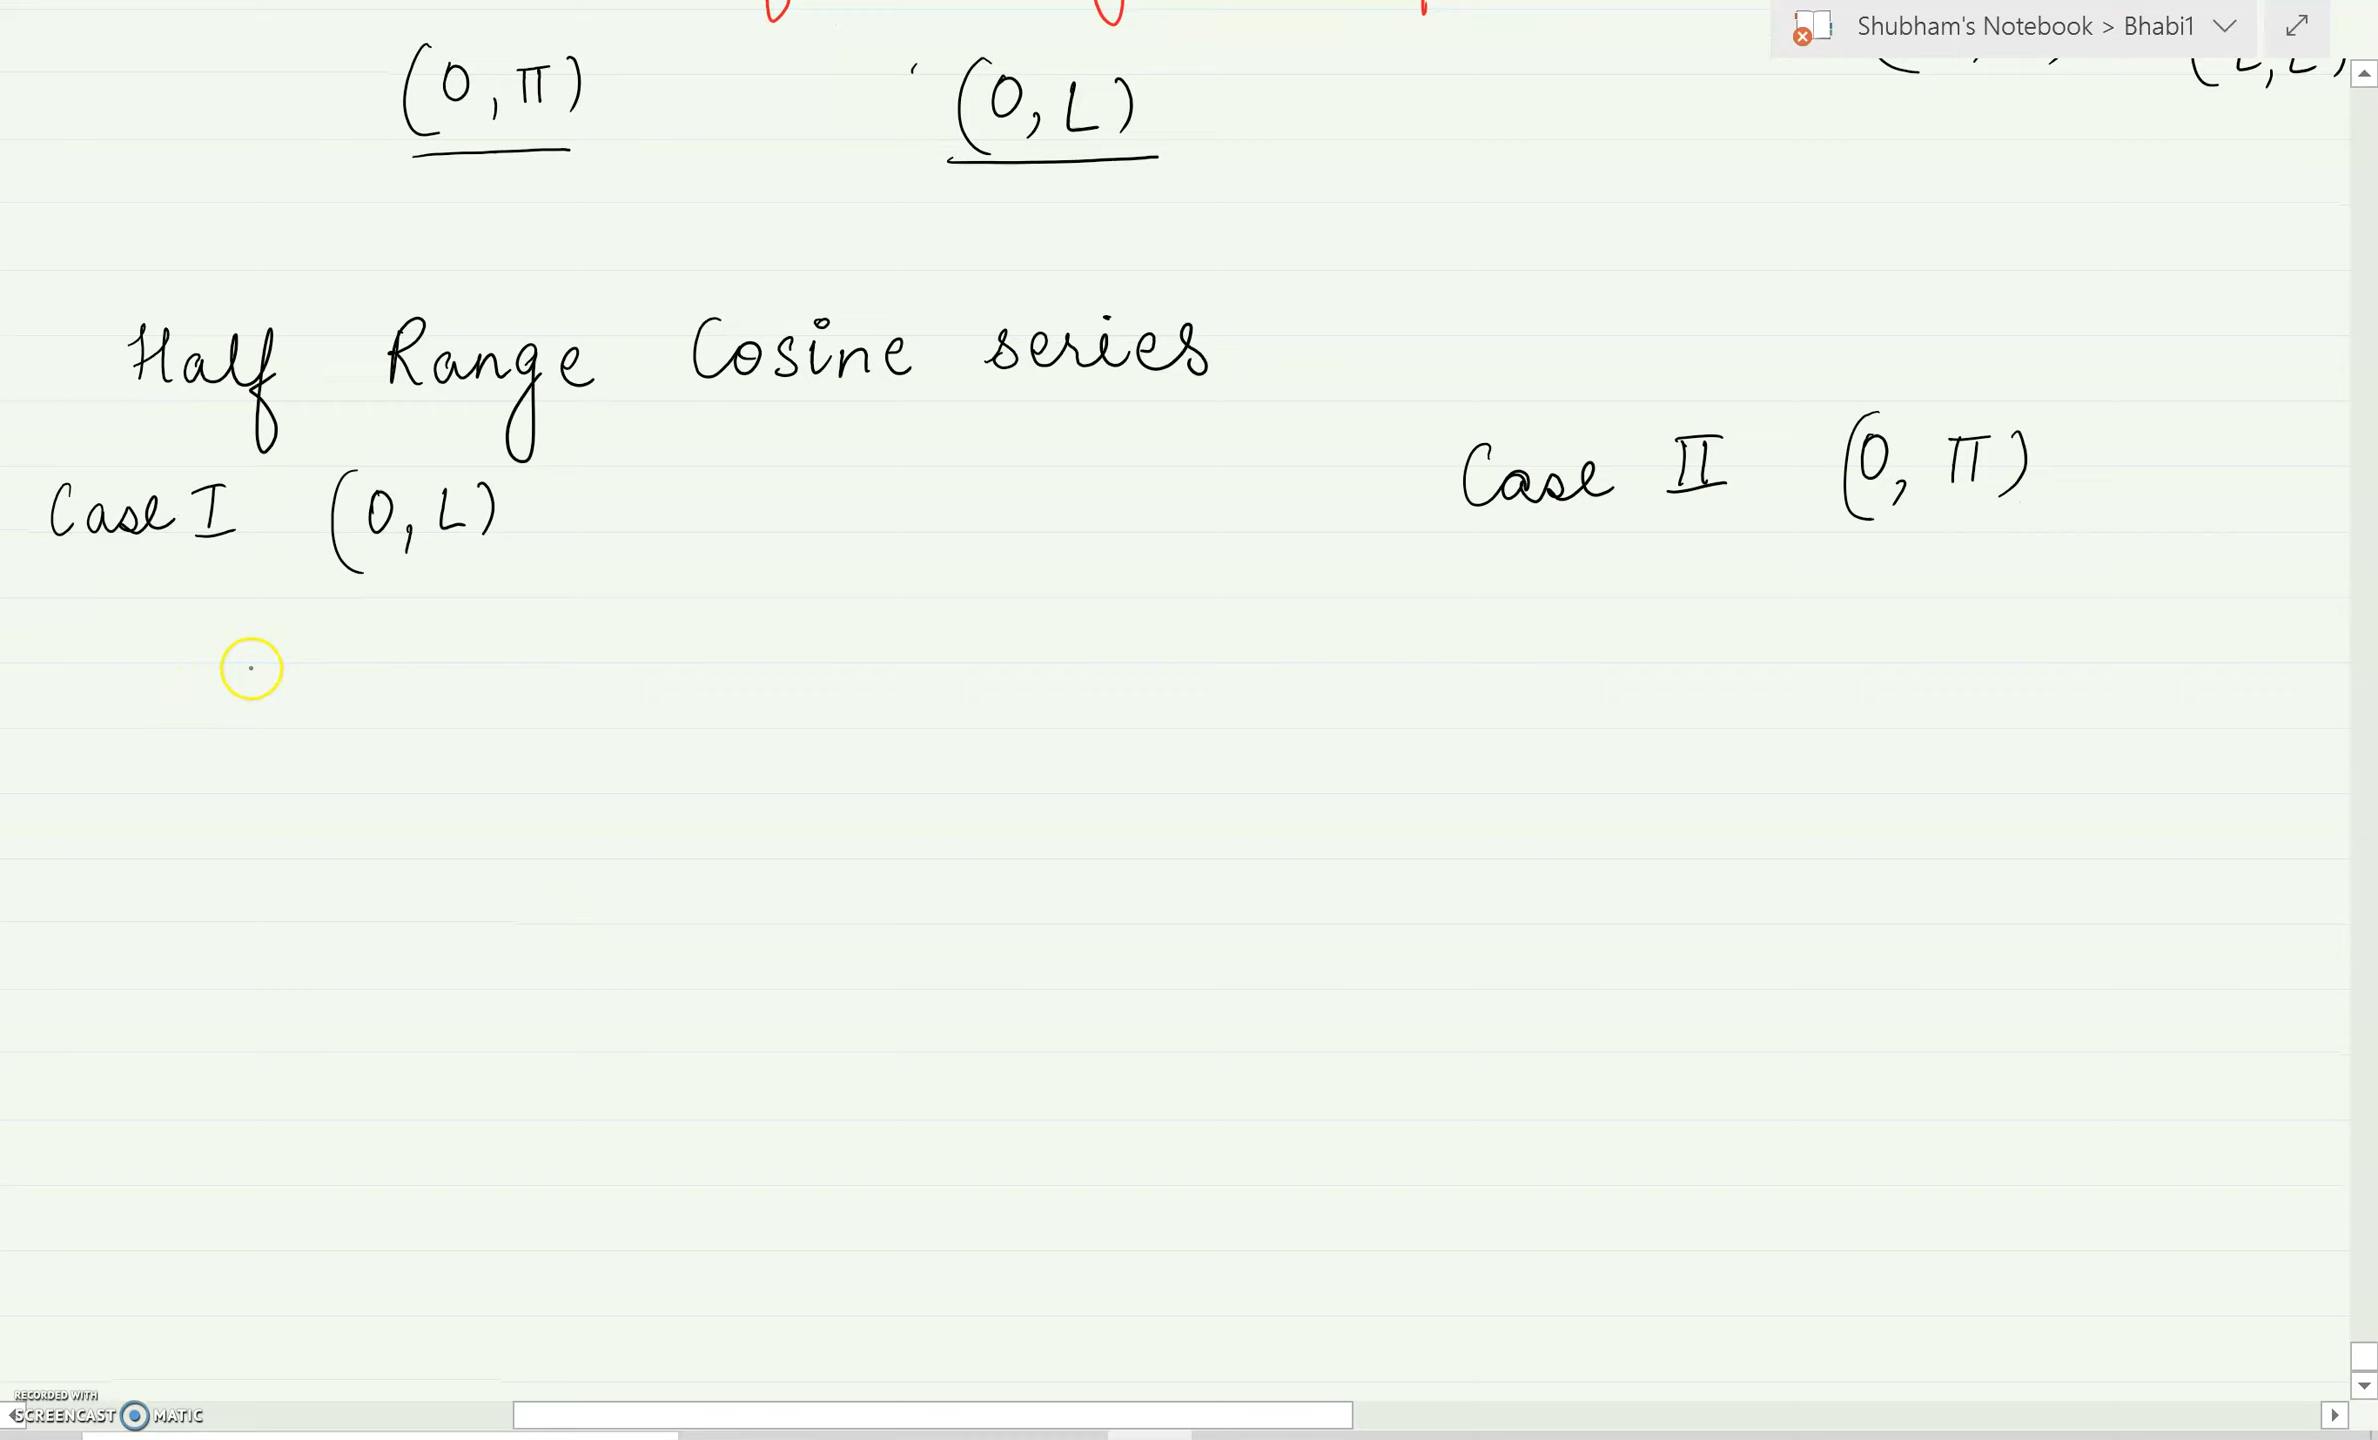 Shubham's Notebook > Bhabi1
(0, π) (0, L)
Half Range Cosine series
Case I (0, L)
Case II (0, π)
RECORDED WITH
SCREENCAST MATIC